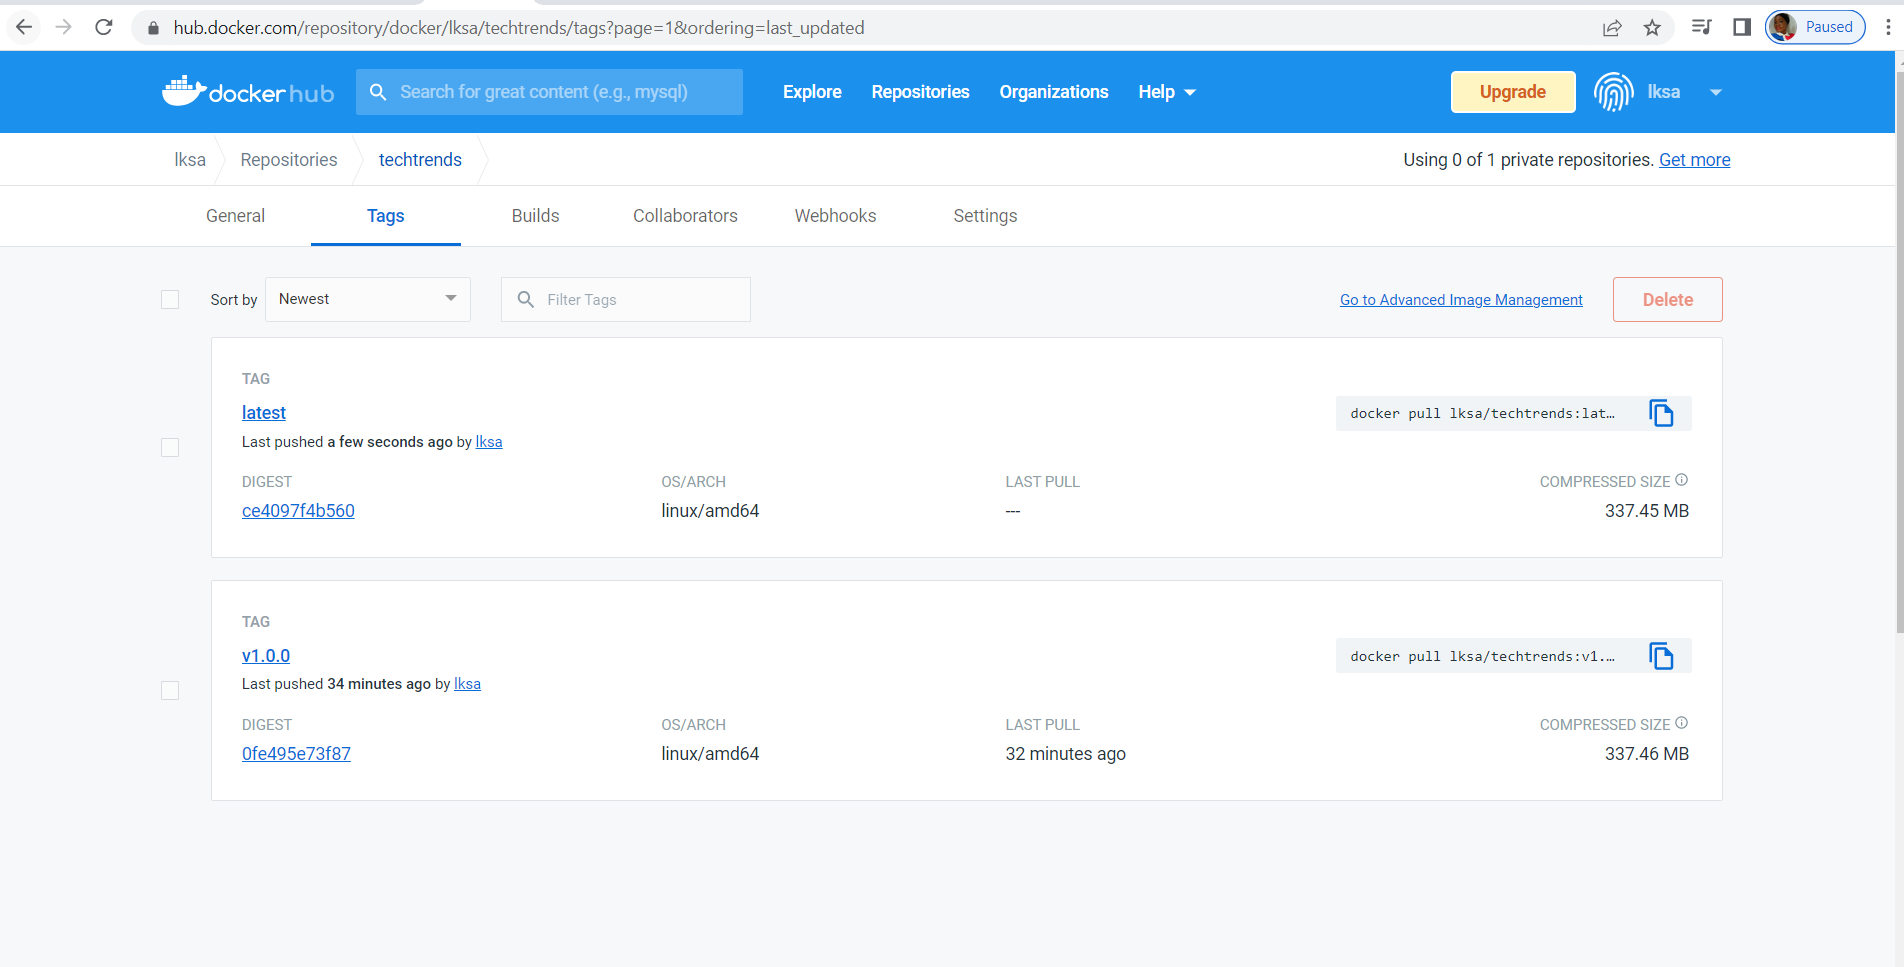 hub.docker.com/repository/docker/lksa/techtrends/tags?page=1&ordering=last_updated
Paused
docker hub
Search for great content (e.g., mysql)
Explore
Repositories
Organizations
Help
Upgrade
lksa
lksa
Repositories
techtrends
Using 0 of 1 private repositories. Get more
General
Tags
Builds
Collaborators
Webhooks
Settings
Sort by
Newest
Filter Tags
Go to Advanced Image Management
Delete
TAG
latest
docker pull lksa/techtrends:lat…
Last pushed a few seconds ago by lksa
DIGEST
OS/ARCH
LAST PULL
COMPRESSED SIZE
ce4097f4b560
linux/amd64
---
337.45 MB
TAG
v1.0.0
docker pull lksa/techtrends:v1.…
Last pushed 34 minutes ago by lksa
DIGEST
OS/ARCH
LAST PULL
COMPRESSED SIZE
0fe495e73f87
linux/amd64
32 minutes ago
337.46 MB